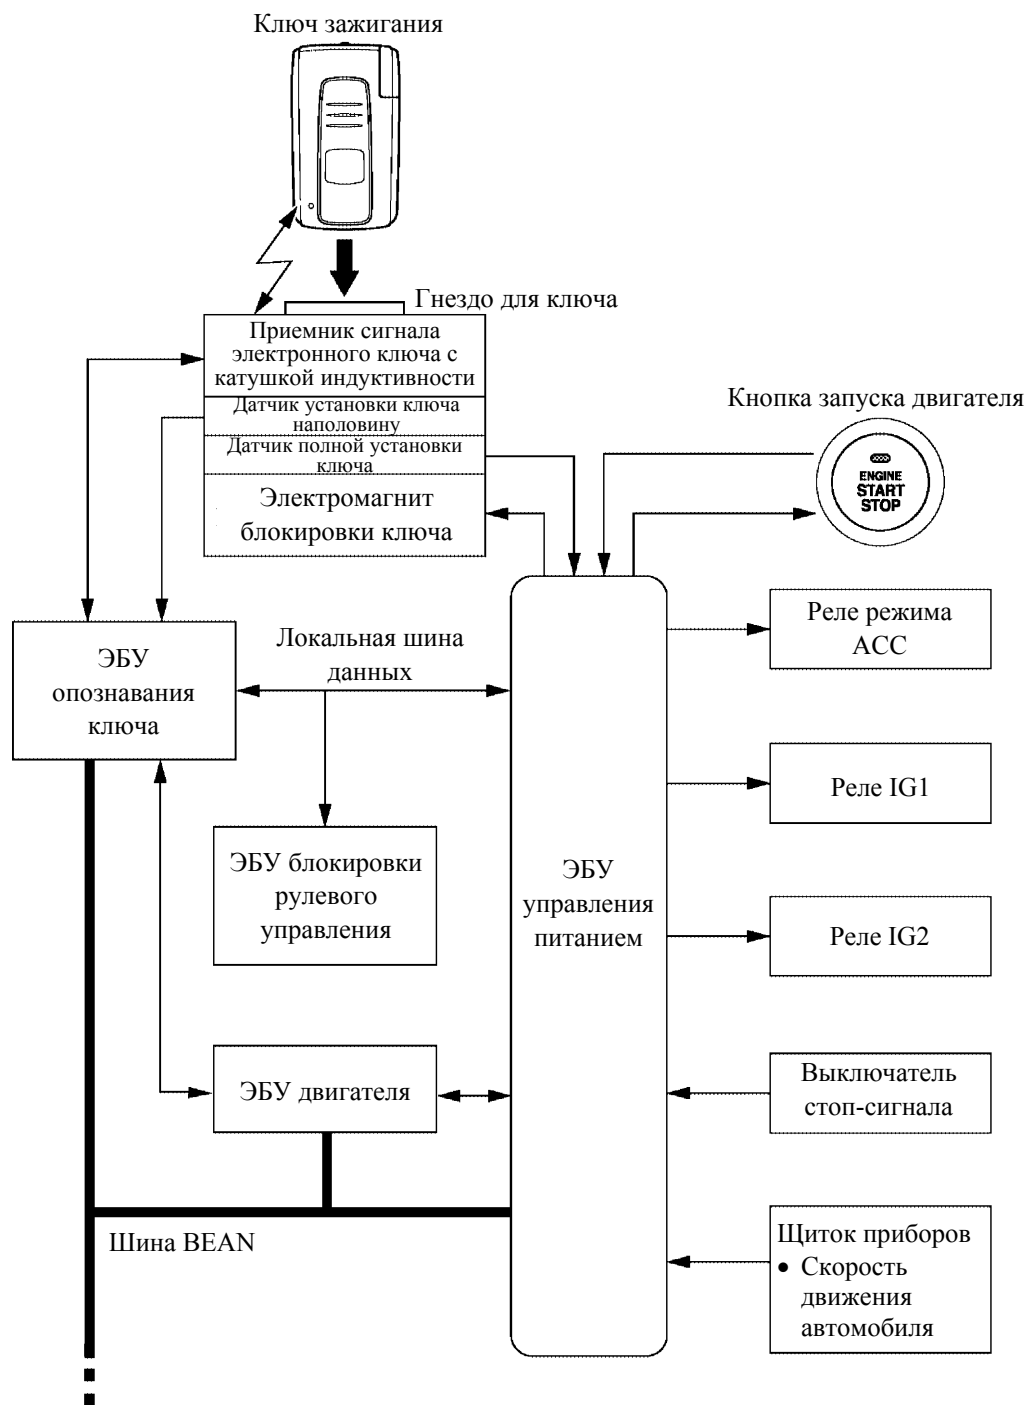 Ключ зажигания
Гнездо для ключа
Приемник сигнала
электронного ключа с
катушкой индуктивности
Датчик установки ключа
наполовину
Датчик полной установки
ключа
Электромагнит
блокировки ключа
Кнопка запуска двигателя
ENGINE
START
STOP
Реле режима
ACC
Локальная шина
данных
ЭБУ
опознавания
ключа
Реле IG1
ЭБУ блокировки
рулевого
управления
ЭБУ
управления
питанием
Реле IG2
ЭБУ двигателя
Выключатель
стоп-сигнала
Шина BEAN
Щиток приборов
• Скорость
движения
автомобиля